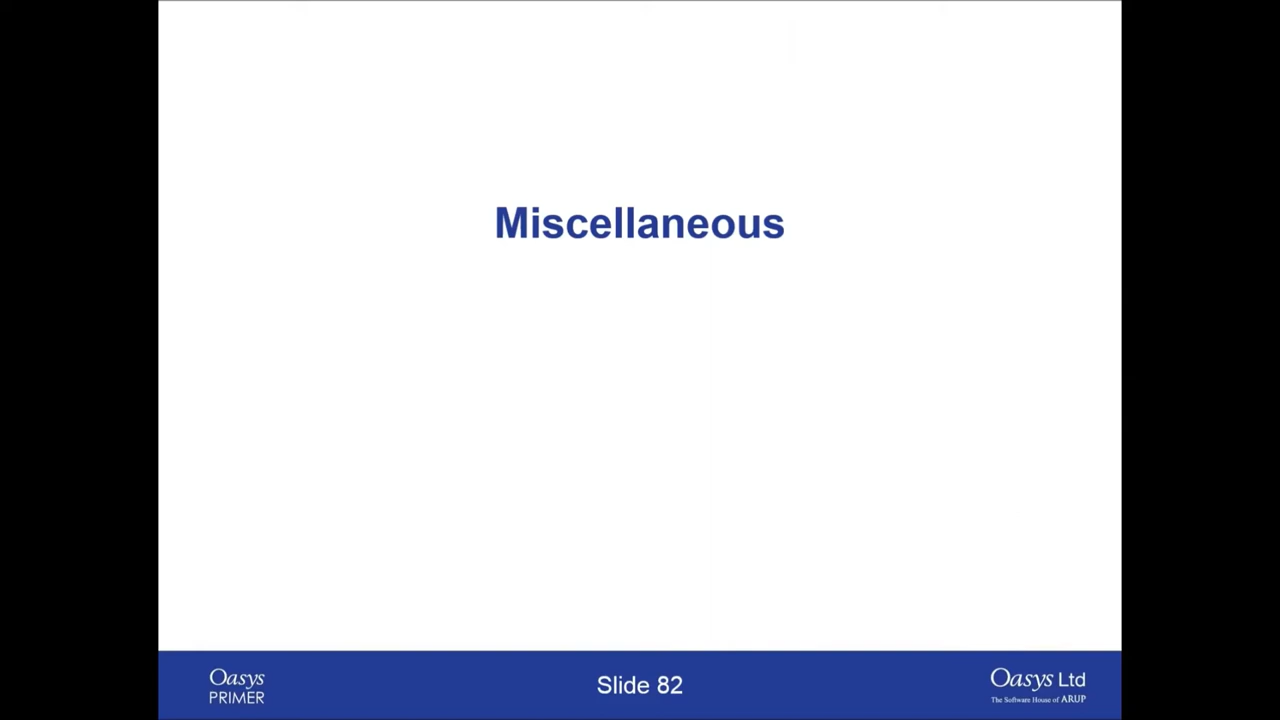 Miscellaneous
Oasys
PRIMER
Slide 82
Oasys Ltd
The Software House of ARUP